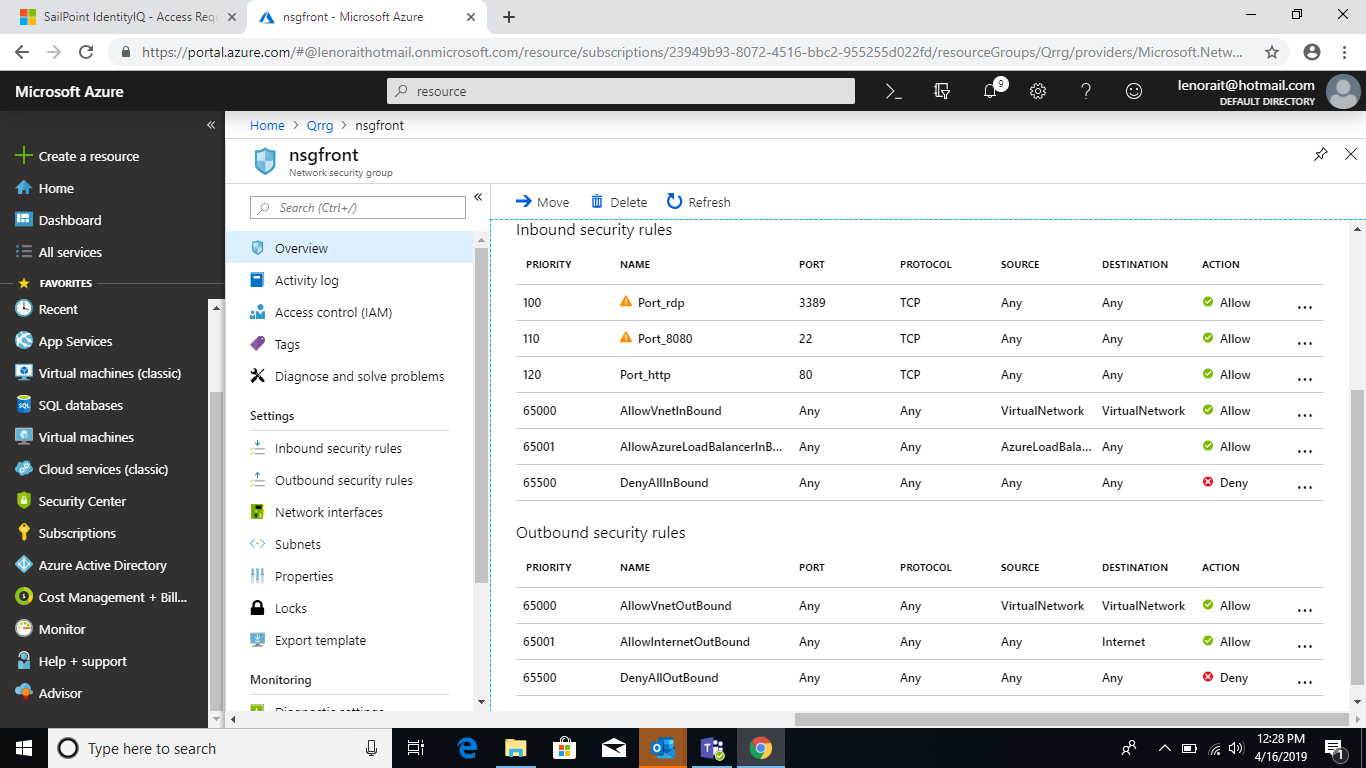 SailPoint IdentityIQ - Access Requ
nsgfront - Microsoft Azure
https://portal.azure.com/#@lenoraithotmail.onmicrosoft.com/resource/subscriptions/23949b93-8072-4516-bbc2-955255d022fd/resourceGroups/Qrrg/providers/Microsoft.Netw...
Microsoft Azure
resource
9
lenorait@hotmail.com
DEFAULT DIRECTORY
Create a resource
Home
Dashboard
All services
FAVORITES
Recent
App Services
Virtual machines (classic)
SQL databases
Virtual machines
Cloud services (classic)
Security Center
Subscriptions
Azure Active Directory
Cost Management + Bill...
Monitor
Help + support
Advisor
Home > Qrrg > nsgfront
nsgfront
Network security group
Search (Ctrl+/)
Overview
Activity log
Access control (IAM)
Tags
Diagnose and solve problems
Settings
Inbound security rules
Outbound security rules
Network interfaces
Subnets
Properties
Locks
Export template
Monitoring
Diagnostic settings
Move Delete Refresh
Inbound security rules
PRIORITY NAME PORT PROTOCOL SOURCE DESTINATION ACTION
100 Port_rdp 3389 TCP Any Any Allow ...
110 Port_8080 22 TCP Any Any Allow ...
120 Port_http 80 TCP Any Any Allow ...
65000 AllowVnetInBound Any Any VirtualNetwork VirtualNetwork Allow ...
65001 AllowAzureLoadBalancerInB... Any Any AzureLoadBala... Any Allow ...
65500 DenyAllInBound Any Any Any Any Deny ...
Outbound security rules
PRIORITY NAME PORT PROTOCOL SOURCE DESTINATION ACTION
65000 AllowVnetOutBound Any Any VirtualNetwork VirtualNetwork Allow ...
65001 AllowInternetOutBound Any Any Any Internet Allow ...
65500 DenyAllOutBound Any Any Any Any Deny ...
Type here to search
12:28 PM
4/16/2019
1